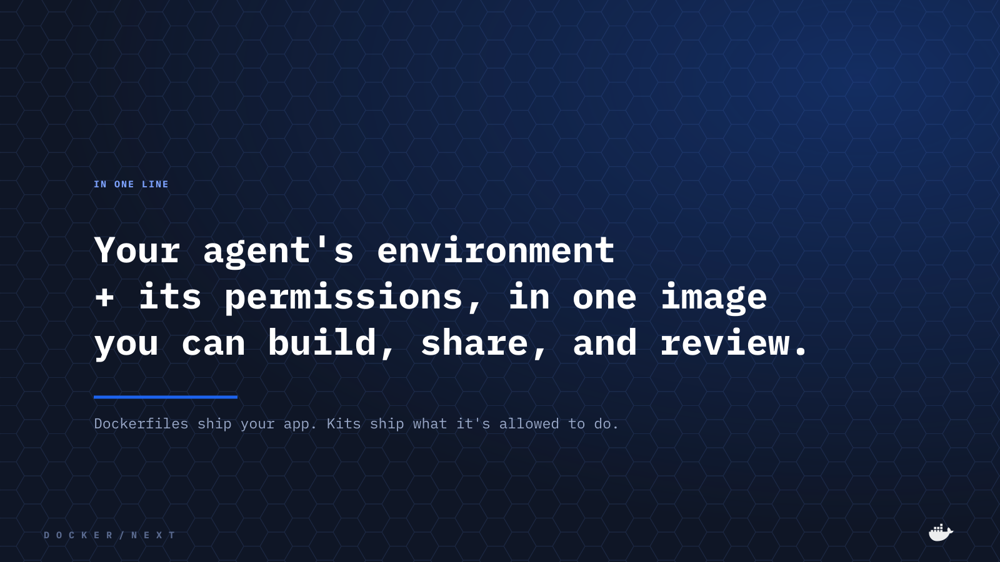 IN ONE LINE
Your agent's environment
+ its permissions, in one image
you can build, share, and review.
Dockerfiles ship your app. Kits ship what it's allowed to do.
DOCKER/NEXT